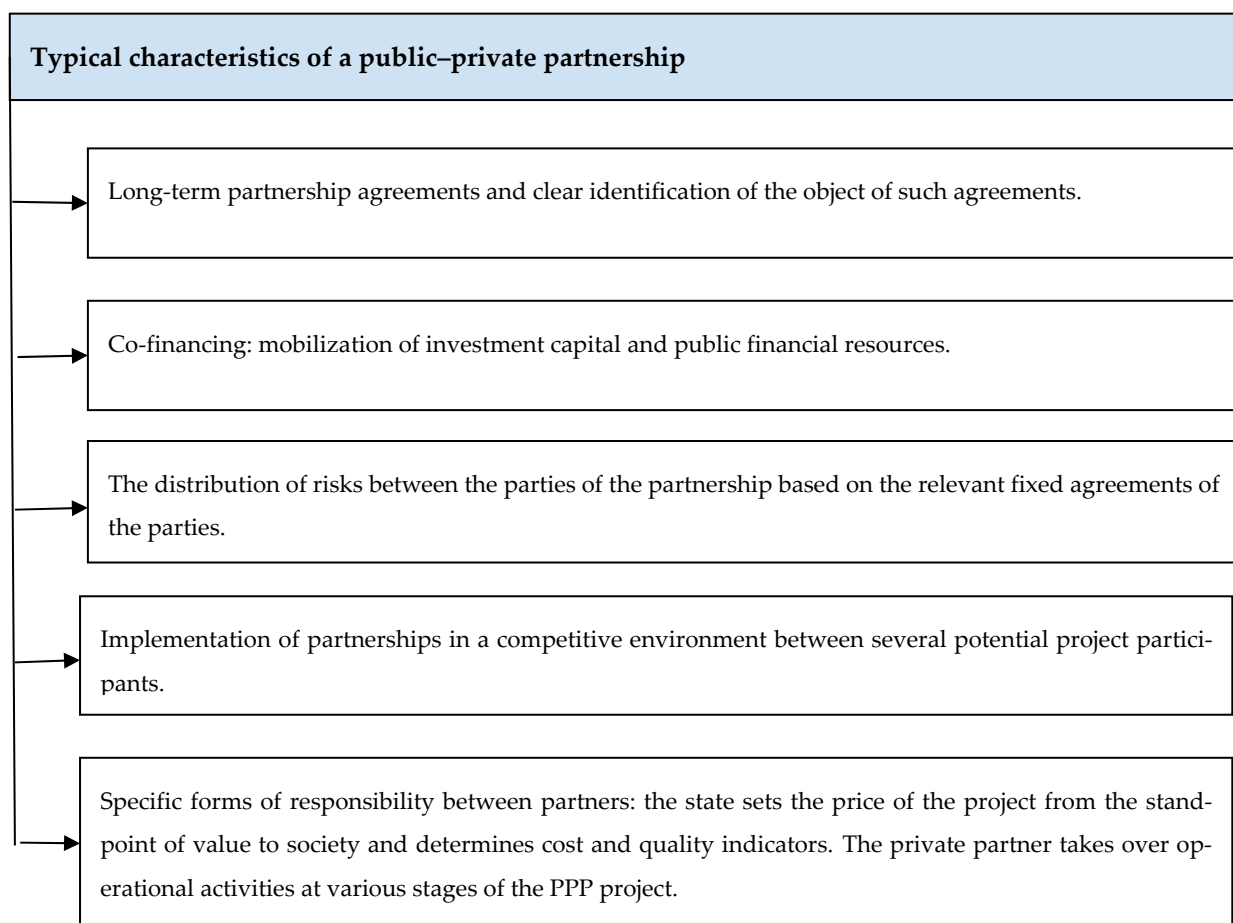 Typical characteristics of a public–private partnership
Long-term partnership agreements and clear identification of the object of such agreements.
Co-financing: mobilization of investment capital and public financial resources.
The distribution of risks between the parties of the partnership based on the relevant fixed agreements of
the parties.
Implementation of partnerships in a competitive environment between several potential project partici-
pants.
Specific forms of responsibility between partners: the state sets the price of the project from the stand-
point of value to society and determines cost and quality indicators. The private partner takes over op-
erational activities at various stages of the PPP project.